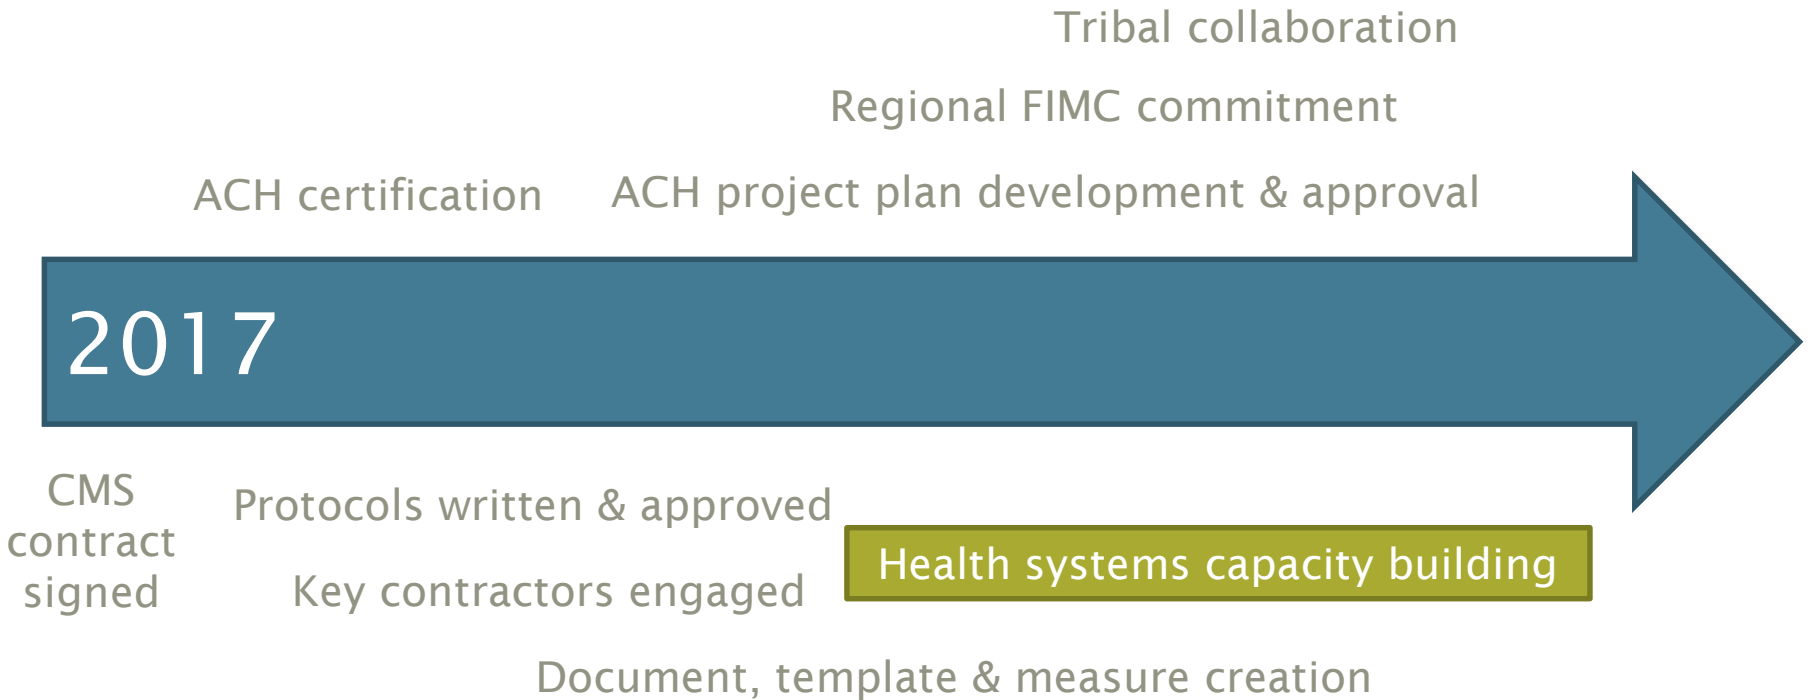 Tribal collaboration
Regional FIMC commitment
ACH certification
ACH project plan development & approval
2017
CMS
contract
signed
Protocols written & approved
Key contractors engaged
Health systems capacity building
Document, template & measure creation